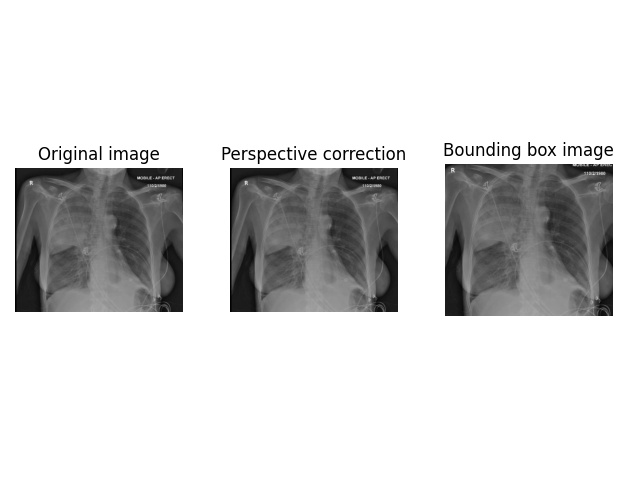 Original image
Perspective correction
Bounding box image
R
MOBILE - AP ERECT
R
MOBILE - AP ERECT
R